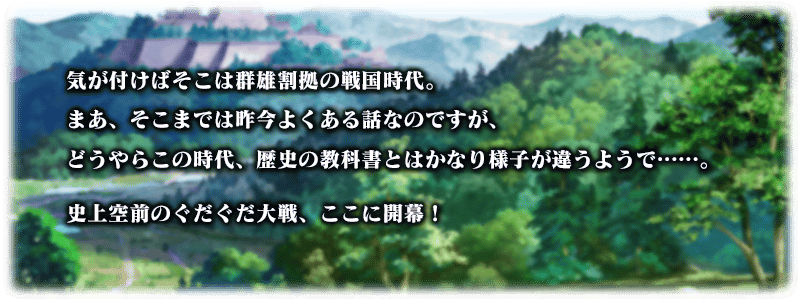 気が付けばそこは群雄割拠の戦国時代。
まあ、そこまでは昨今よくある話なのですが、
どうやらこの時代、歴史の教科書とはかなり様子が違うようで……。
史上空前のぐだぐだ大戦、ここに開幕！